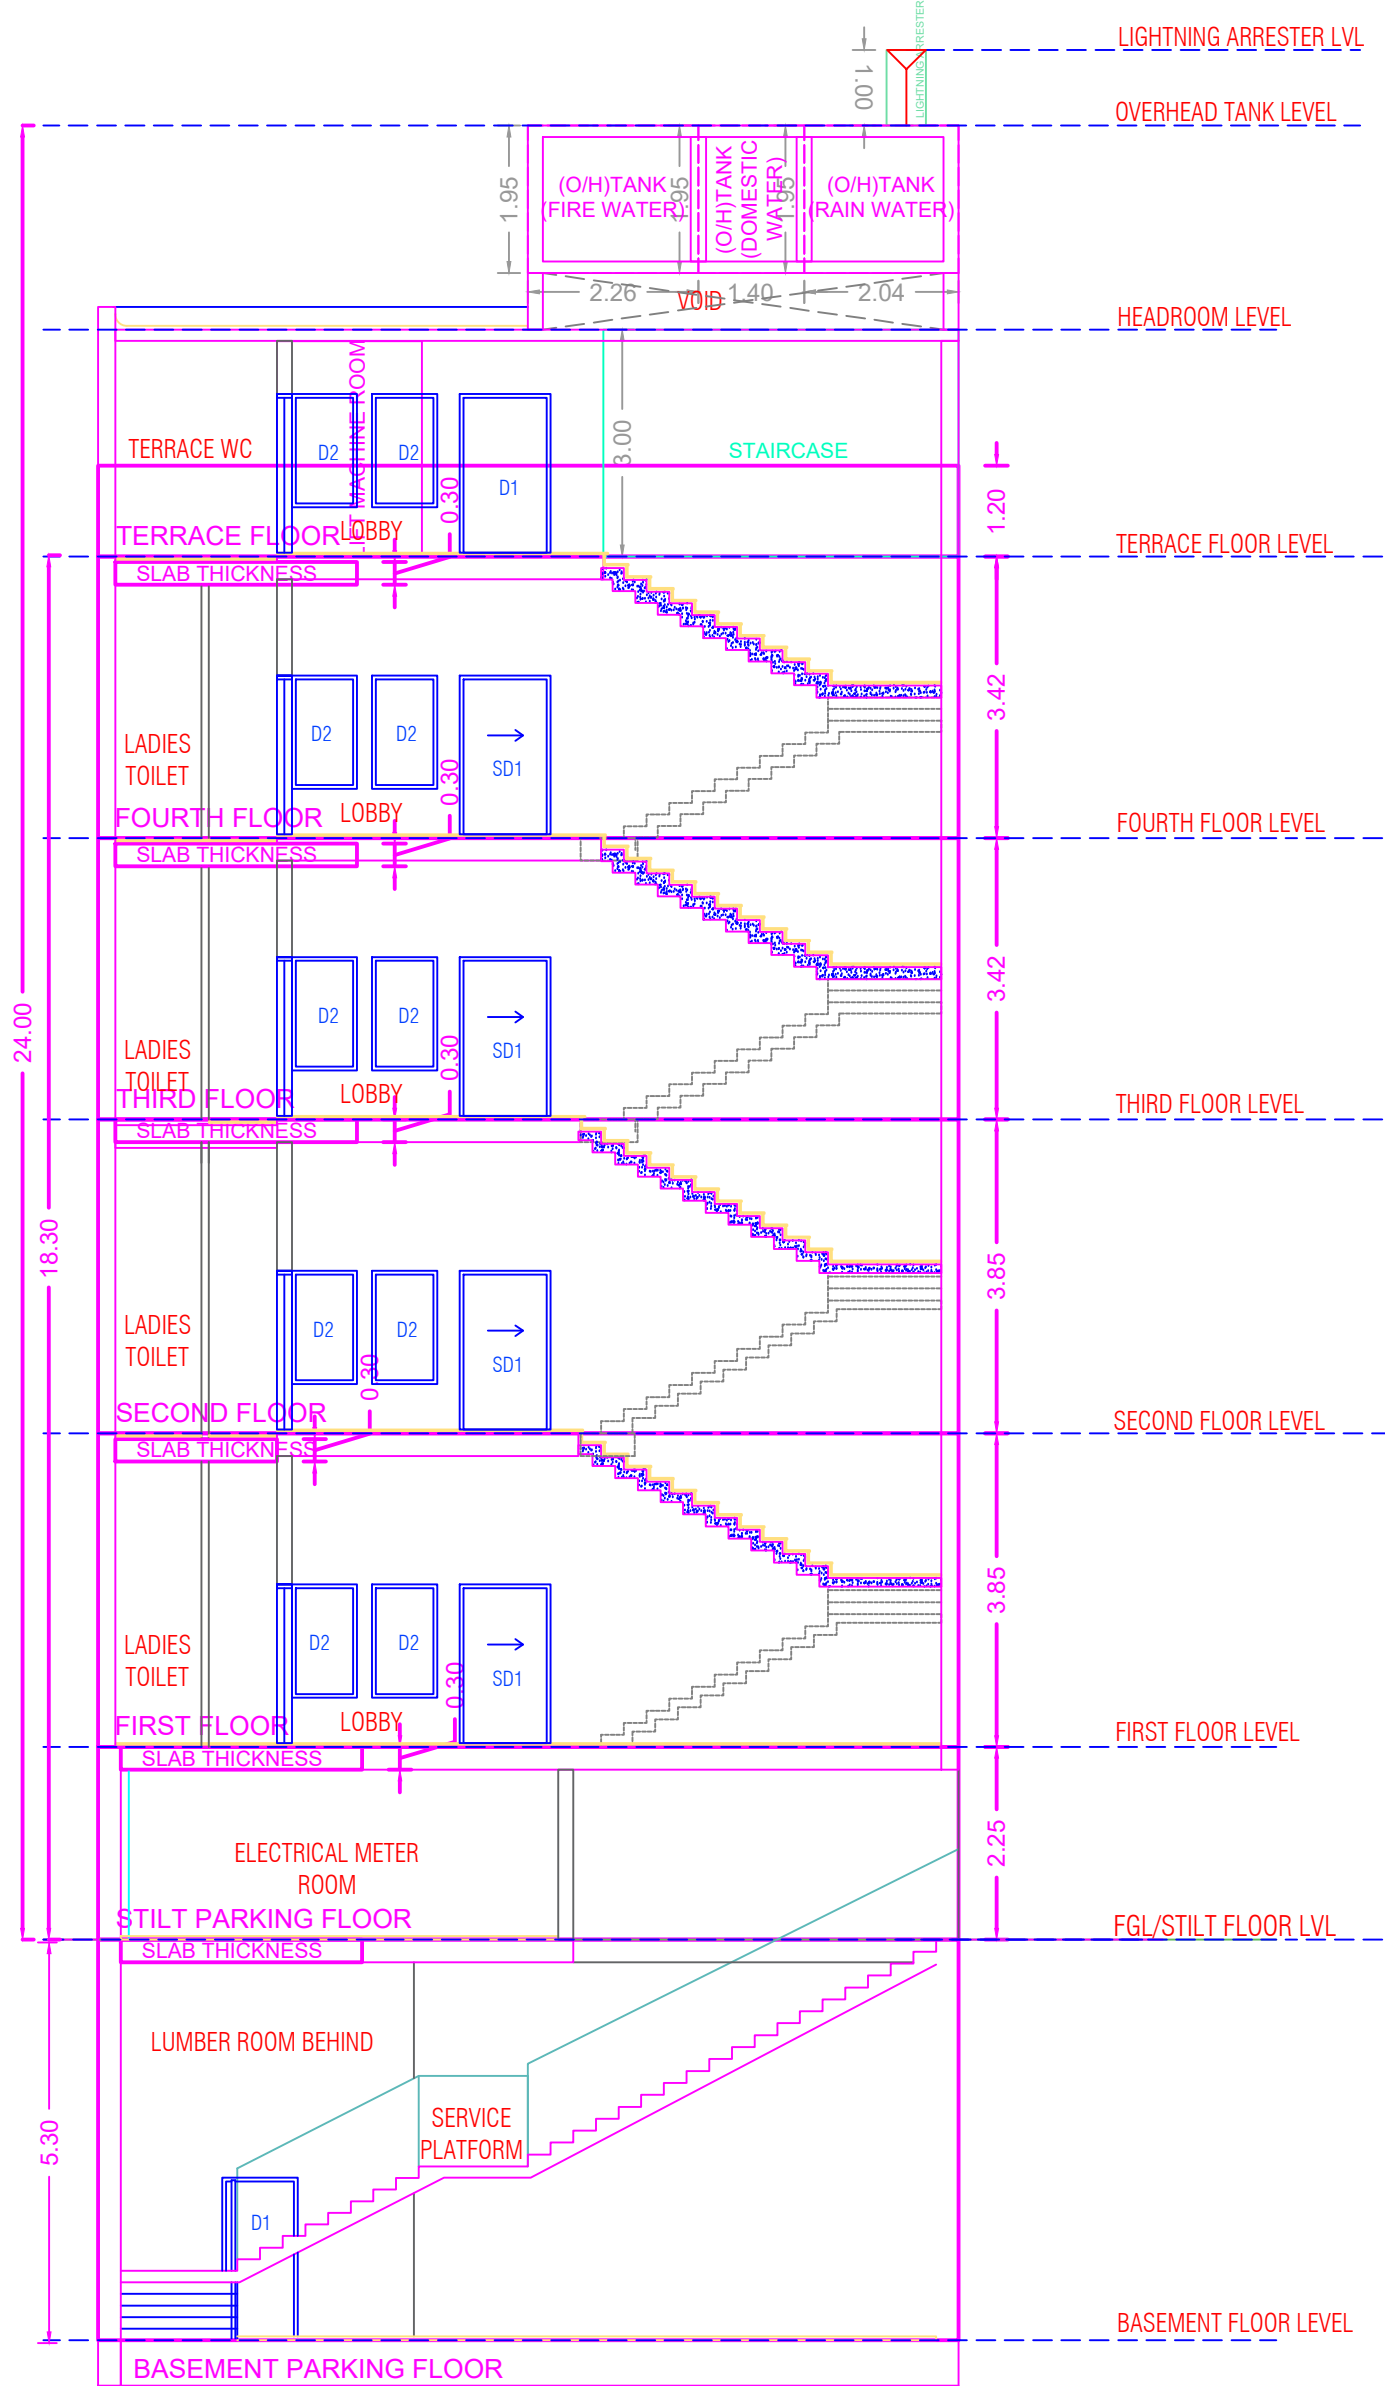 LIGHTNING ARRESTER
LIGHTNING ARRESTER LVL
1.00
OVERHEAD TANK LEVEL
1.95
(O/H)TANK
(FIRE WATER)
1.95
(O/H)TANK
(DOMESTIC
WATER)
1.95
(O/H)TANK
(RAIN WATER)
2.26
VOID
1.40
2.04
HEADROOM LEVEL
MACHINE ROOM
3.00
TERRACE WC
D2
D2
D1
STAIRCASE
0.30
1.20
TERRACE FLOOR
LOBBY
TERRACE FLOOR LEVEL
SLAB THICKNESS
3.42
LADIES
TOILET
D2
D2
SD1
0.30
FOURTH FLOOR
LOBBY
FOURTH FLOOR LEVEL
SLAB THICKNESS
3.42
24.00
LADIES
TOILET
D2
D2
SD1
0.30
THIRD FLOOR
LOBBY
THIRD FLOOR LEVEL
SLAB THICKNESS
18.30
3.85
LADIES
TOILET
D2
D2
SD1
0.30
SECOND FLOOR
SECOND FLOOR LEVEL
SLAB THICKNESS
3.85
LADIES
TOILET
D2
D2
SD1
0.30
FIRST FLOOR
LOBBY
FIRST FLOOR LEVEL
SLAB THICKNESS
2.25
ELECTRICAL METER
ROOM
STILT PARKING FLOOR
FGL/STILT FLOOR LVL
SLAB THICKNESS
LUMBER ROOM BEHIND
5.30
SERVICE
PLATFORM
D1
BASEMENT FLOOR LEVEL
BASEMENT PARKING FLOOR